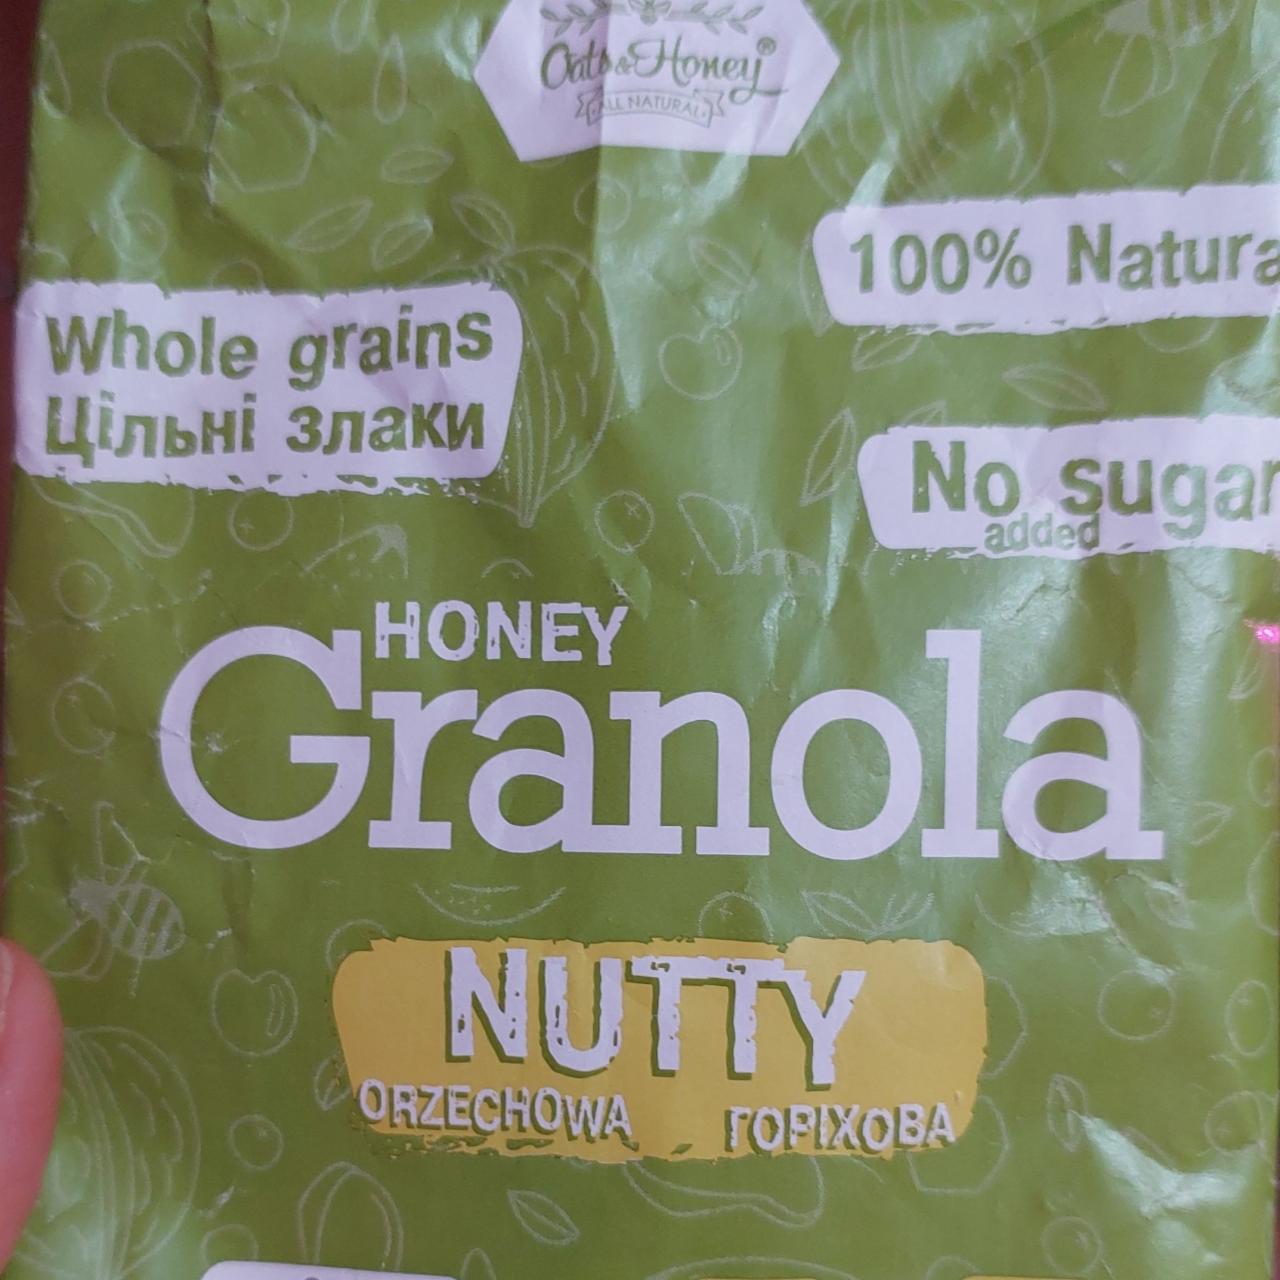 Oats & Honey®
ALL NATURAL
100% Natura
Whole grains
Цільні злаки
No sugar
added
HONEY
Granola
NUTTY
ORZECHOWA ГОРІХОВА